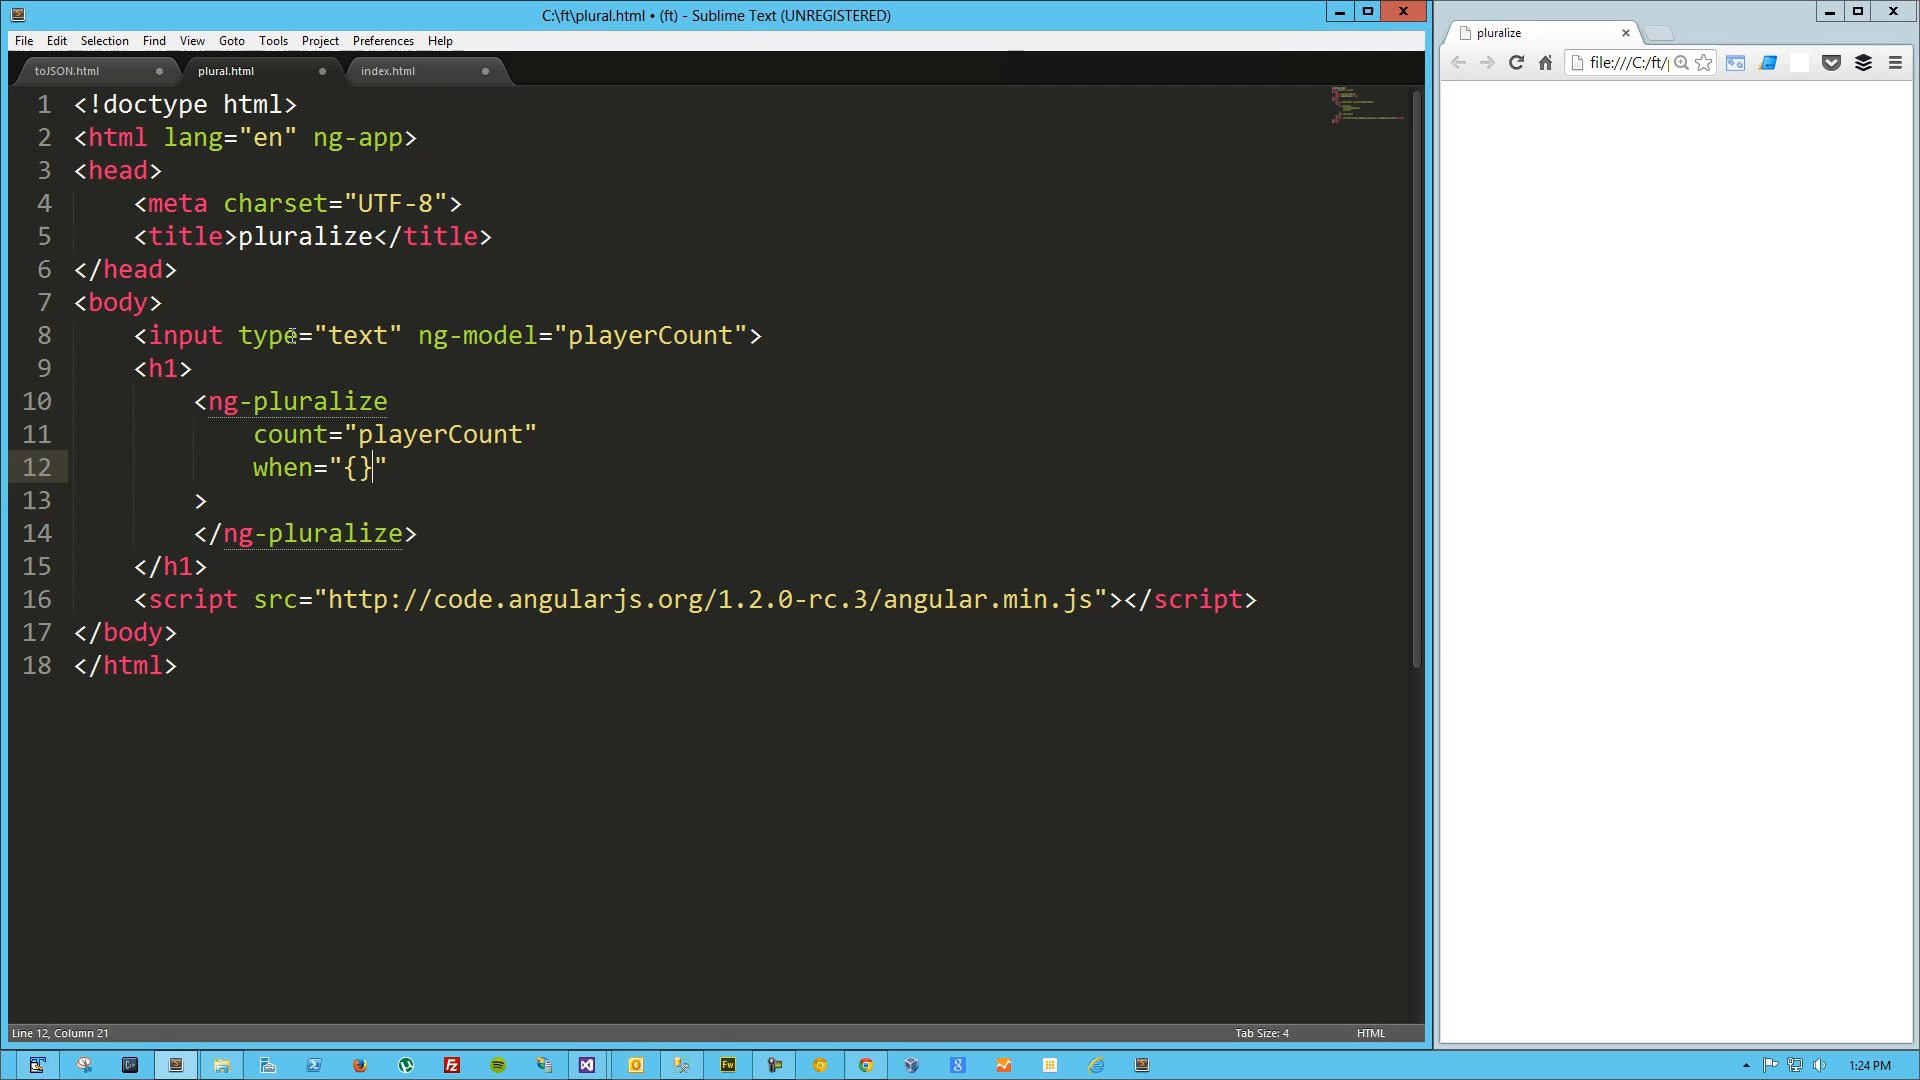 C:\ft\plural.html • (ft) - Sublime Text (UNREGISTERED)
File Edit Selection Find View Goto Tools Project Preferences Help
toJSON.html plural.html index.html
1 <!doctype html>
2 <html lang="en" ng-app>
3 <head>
4 <meta charset="UTF-8">
5 <title>pluralize</title>
6 </head>
7 <body>
8 <input type="text" ng-model="playerCount">
9 <h1>
10 <ng-pluralize
11 count="playerCount"
12 when="{}"
13 >
14 </ng-pluralize>
15 </h1>
16 <script src="http://code.angularjs.org/1.2.0-rc.3/angular.min.js"></script>
17 </body>
18 </html>
Line 12, Column 21
Tab Size: 4
HTML
pluralize
file:///C:/ft/
Fz
Fw
8
1:24 PM